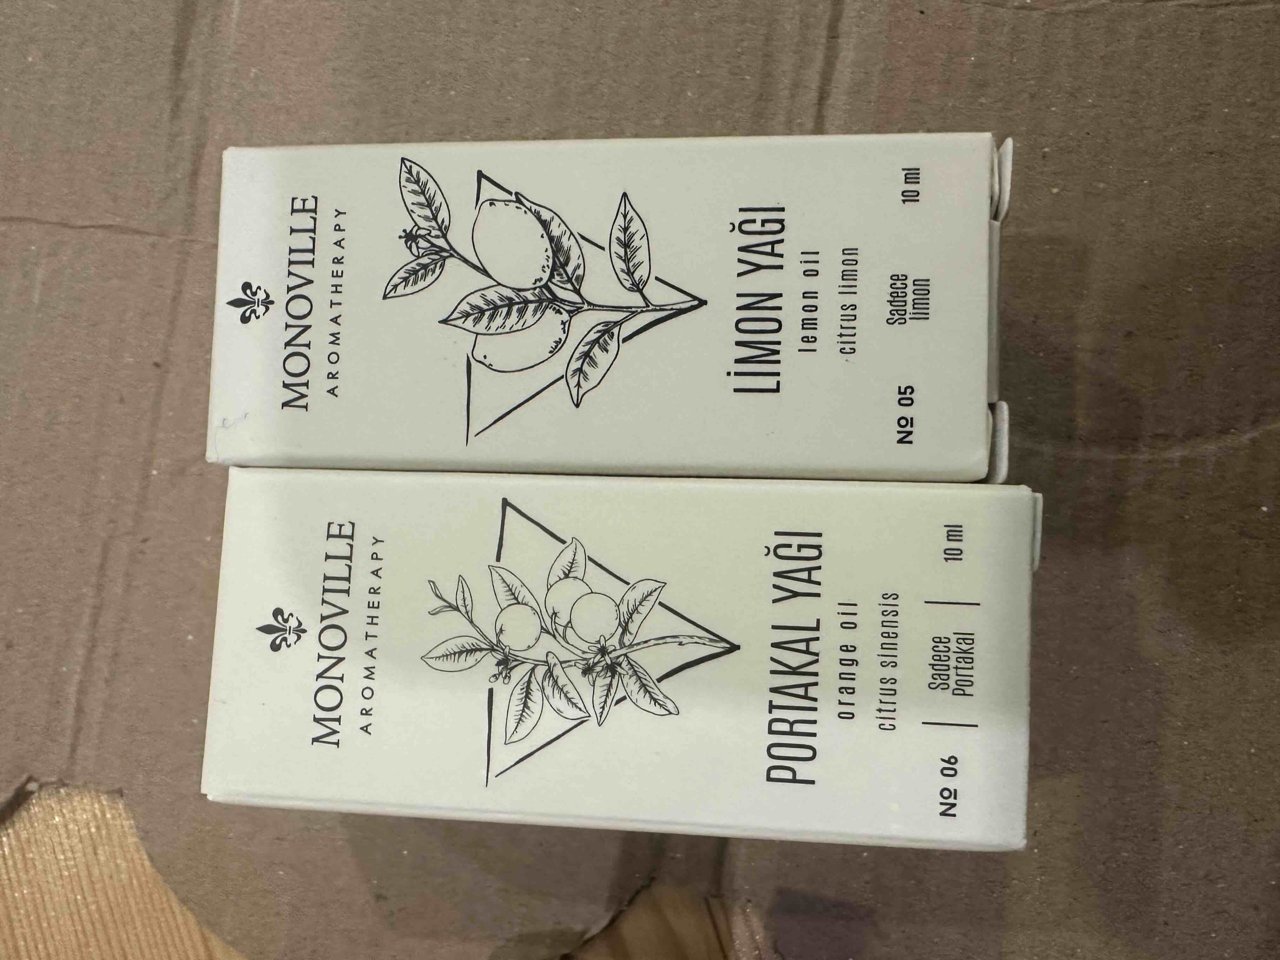 MONOVILLE
AROMATHERAPY
LİMON YAĞI
lemon oil
citrus limon
№ 05
Sadece
limon
10 ml
MONOVILLE
AROMATHERAPY
PORTAKAL YAĞI
orange oil
citrus sinensis
№ 06
Sadece
Portakal
10 ml